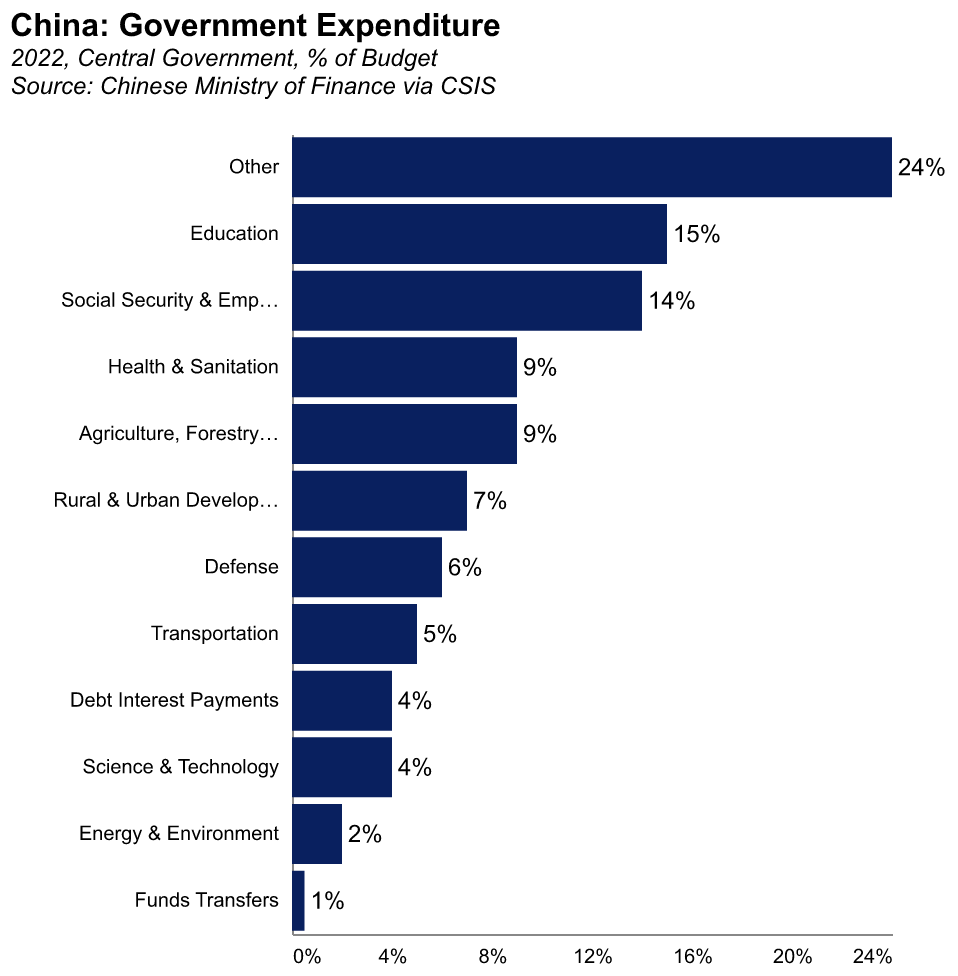 China: Government Expenditure
2022, Central Government, % of Budget
Source: Chinese Ministry of Finance via CSIS
Other 24%
Education 15%
Social Security & Emp… 14%
Health & Sanitation 9%
Agriculture, Forestry… 9%
Rural & Urban Develop… 7%
Defense 6%
Transportation 5%
Debt Interest Payments 4%
Science & Technology 4%
Energy & Environment 2%
Funds Transfers 1%
0% 4% 8% 12% 16% 20% 24%